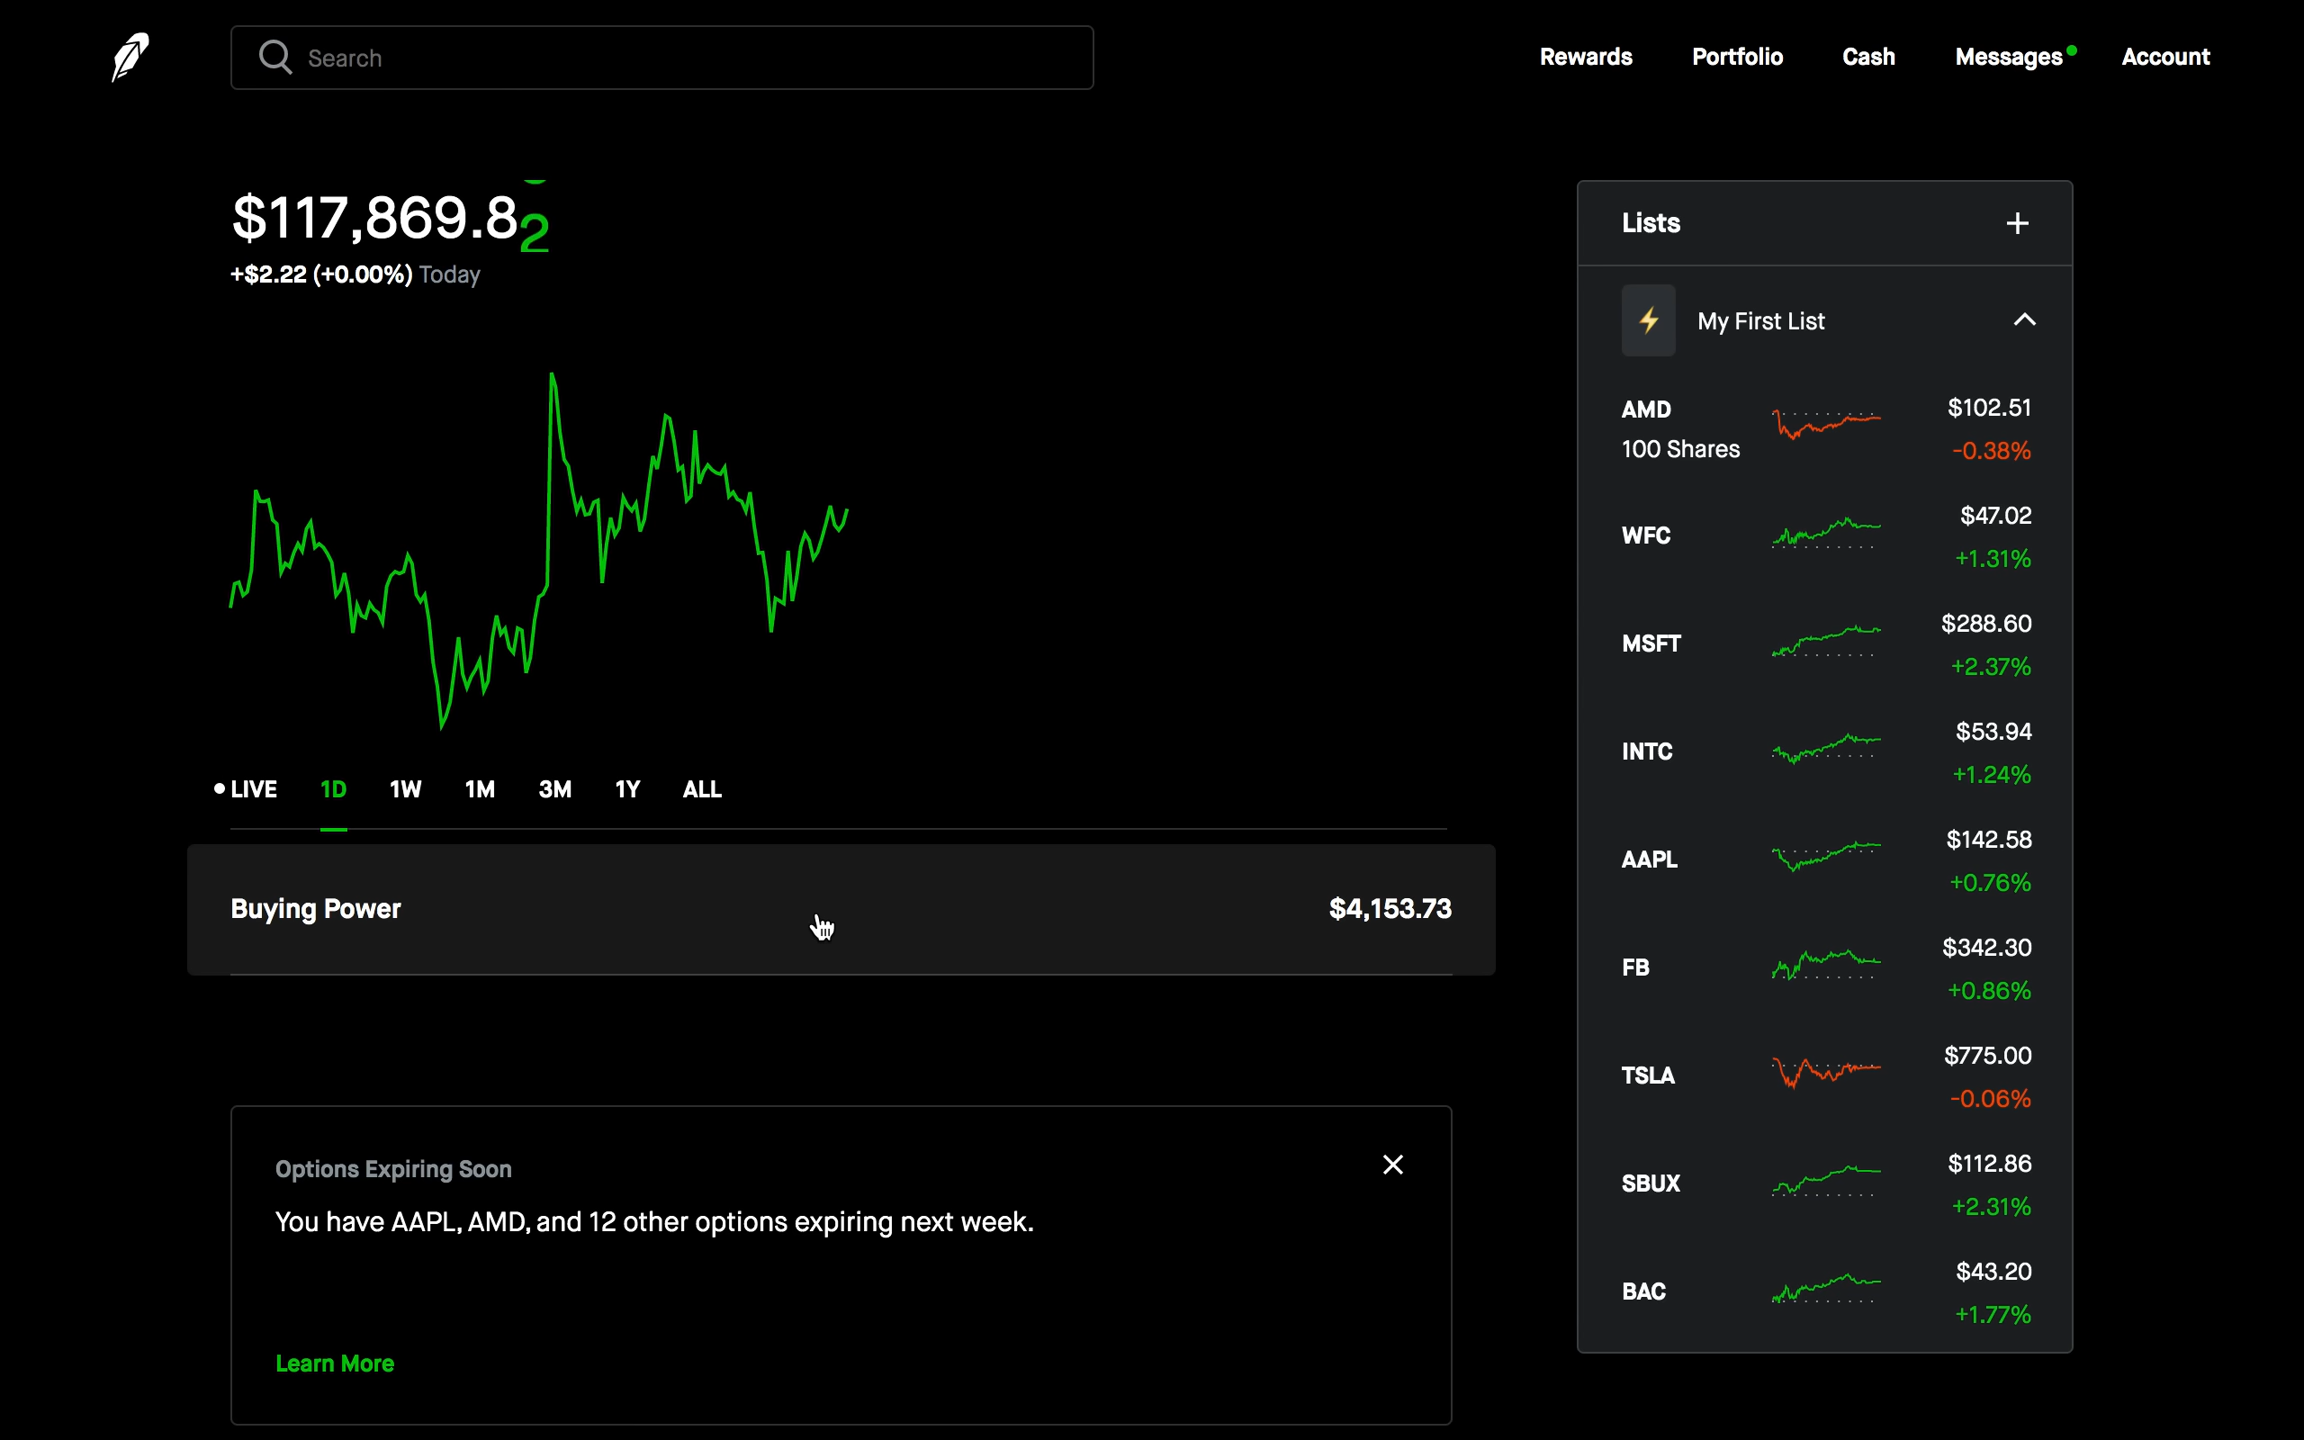 Search
Rewards Portfolio Cash Messages Account
$117,869.82
+$2.22 (+0.00%) Today
LIVE 1D 1W 1M 3M 1Y ALL
Buying Power $4,153.73
Options Expiring Soon
You have AAPL, AMD, and 12 other options expiring next week.
Learn More
Lists
My First List
AMD $102.51
100 Shares -0.38%
WFC $47.02
+1.31%
MSFT $288.60
+2.37%
INTC $53.94
+1.24%
AAPL $142.58
+0.76%
FB $342.30
+0.86%
TSLA $775.00
-0.06%
SBUX $112.86
+2.31%
BAC $43.20
+1.77%